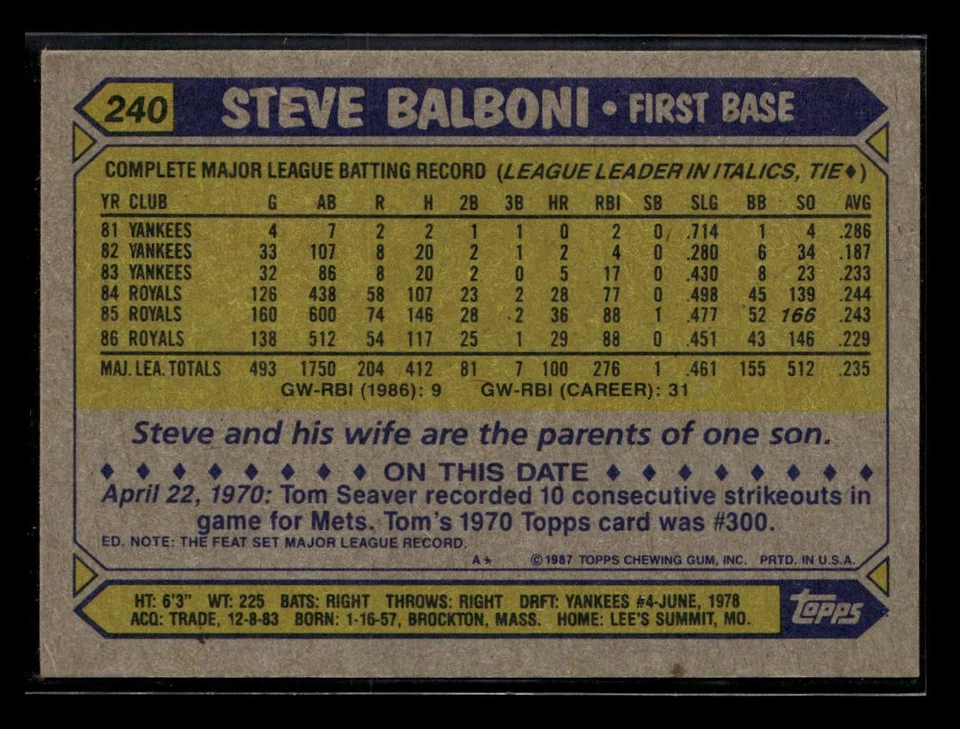 240 STEVE BALBONI • FIRST BASE
COMPLETE MAJOR LEAGUE BATTING RECORD (LEAGUE LEADER IN ITALICS, TIE♦)
YR CLUB G AB R H 2B 3B HR RBI SB SLG BB SO AVG
81 YANKEES 4 7 2 2 1 1 0 2 0 .714 1 4 .286
82 YANKEES 33 107 8 20 2 1 2 4 0 .280 6 34 .187
83 YANKEES 32 86 8 20 2 0 5 17 0 .430 8 23 .233
84 ROYALS 126 438 58 107 23 2 28 77 0 .498 45 139 .244
85 ROYALS 160 600 74 146 28 2 36 88 1 .477 52 166 .243
86 ROYALS 138 512 54 117 25 1 29 88 0 .451 43 146 .229
MAJ. LEA. TOTALS 493 1750 204 412 81 7 100 276 1 .461 155 512 .235
GW-RBI (1986): 9 GW-RBI (CAREER): 31
Steve and his wife are the parents of one son.
♦ ♦ ♦ ♦ ♦ ♦ ♦ ♦ ON THIS DATE ♦ ♦ ♦ ♦ ♦ ♦ ♦ ♦
April 22, 1970: Tom Seaver recorded 10 consecutive strikeouts in
game for Mets. Tom's 1970 Topps card was #300.
ED. NOTE: THE FEAT SET MAJOR LEAGUE RECORD.
A* © 1987 TOPPS CHEWING GUM, INC. PRTD. IN U.S.A.
HT: 6'3" WT: 225 BATS: RIGHT THROWS: RIGHT DRFT: YANKEES #4-JUNE, 1978
ACQ: TRADE, 12-8-83 BORN: 1-16-57, BROCKTON, MASS. HOME: LEE'S SUMMIT, MO.
topps